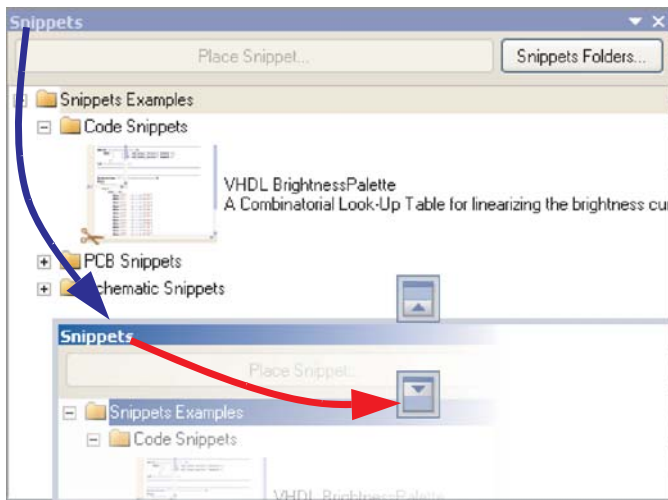 Snippets
Place Snippet...
Snippets Folders...
Snippets Examples
Code Snippets
VHDL BrightnessPalette
A Combinatorial Look-Up Table for linearizing the brightness cu
PCB Snippets
Schematic Snippets
Snippets
Place Snippet...
Snippets Examples
Code Snippets
VHDL BrightnessPalette